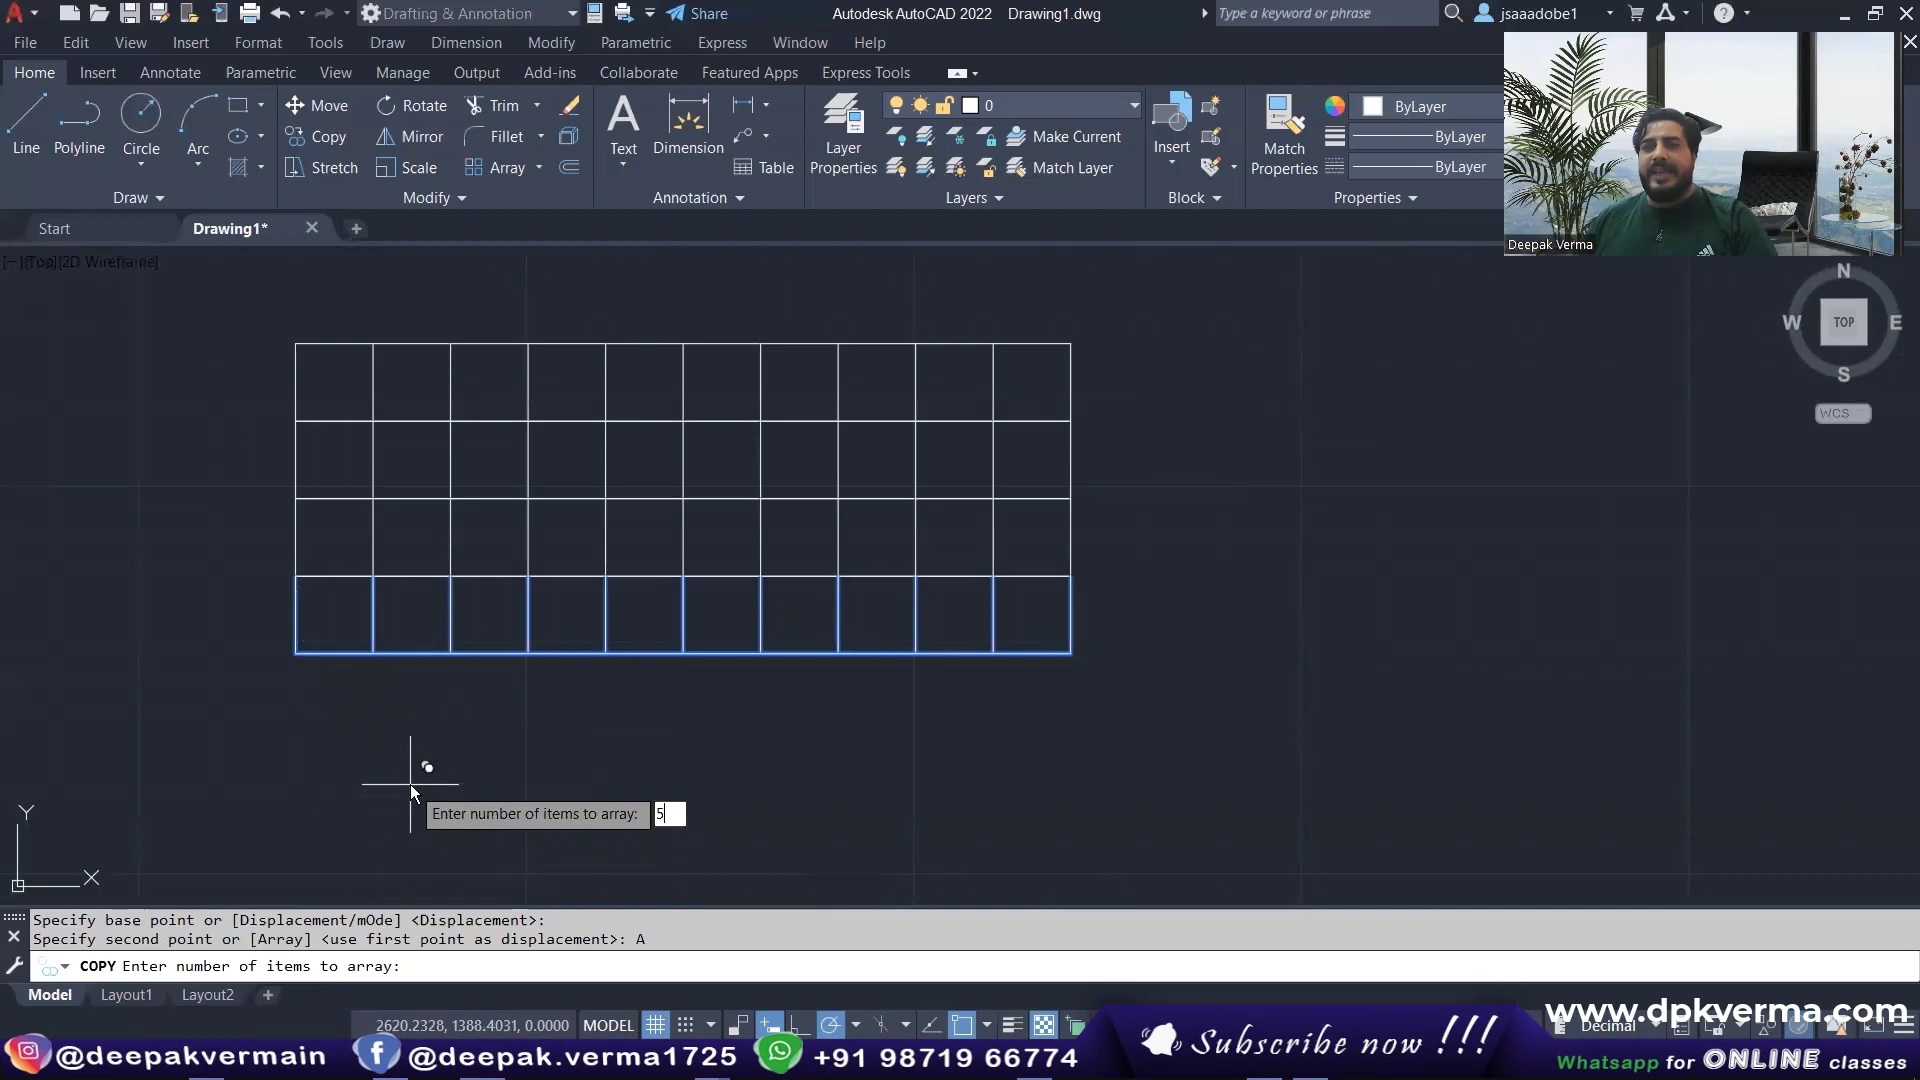 Drafting & Annotation
Share
Autodesk AutoCAD 2022 Drawing1.dwg
Type a keyword or phrase
jsaaadobe1
File Edit View Insert Format Tools Draw Dimension Modify Parametric Express Window Help
Home Insert Annotate Parametric View Manage Output Add-ins Collaborate Featured Apps Express Tools
Line Polyline Circle Arc
Move Rotate Trim
Copy Mirror Fillet
Stretch Scale Array
Text Dimension Table
Layer Properties
0
Make Current
Match Layer
Insert
Match Properties
ByLayer
ByLayer
ByLayer
Draw Modify Annotation Layers Block Properties
Deepak Verma
Start Drawing1*
[−][Top][2D Wireframe]
N
W TOP E
S
WCS
Enter number of items to array: 5
Y
X
Specify base point or [Displacement/mOde] <Displacement>:
Specify second point or [Array] <use first point as displacement>: A
COPY Enter number of items to array:
Model Layout1 Layout2
2620.2328, 1388.4031, 0.0000 MODEL
Decimal
www.dpkverma.com
@deepakvermain @deepak.verma1725 +91 98719 66774
Subscribe now !!!
Whatsapp for ONLINE classes